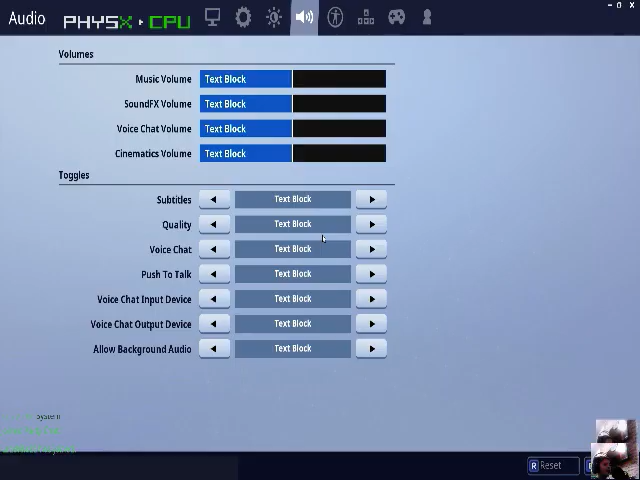 Audio PHYSX + CPU
Volumes
Music Volume Text Block
SoundFX Volume Text Block
Voice Chat Volume Text Block
Cinematics Volume Text Block
Toggles
Subtitles Text Block
Quality Text Block
Voice Chat Text Block
Push To Talk Text Block
Voice Chat Input Device Text Block
Voice Chat Output Device Text Block
Allow Background Audio Text Block
System
R Reset